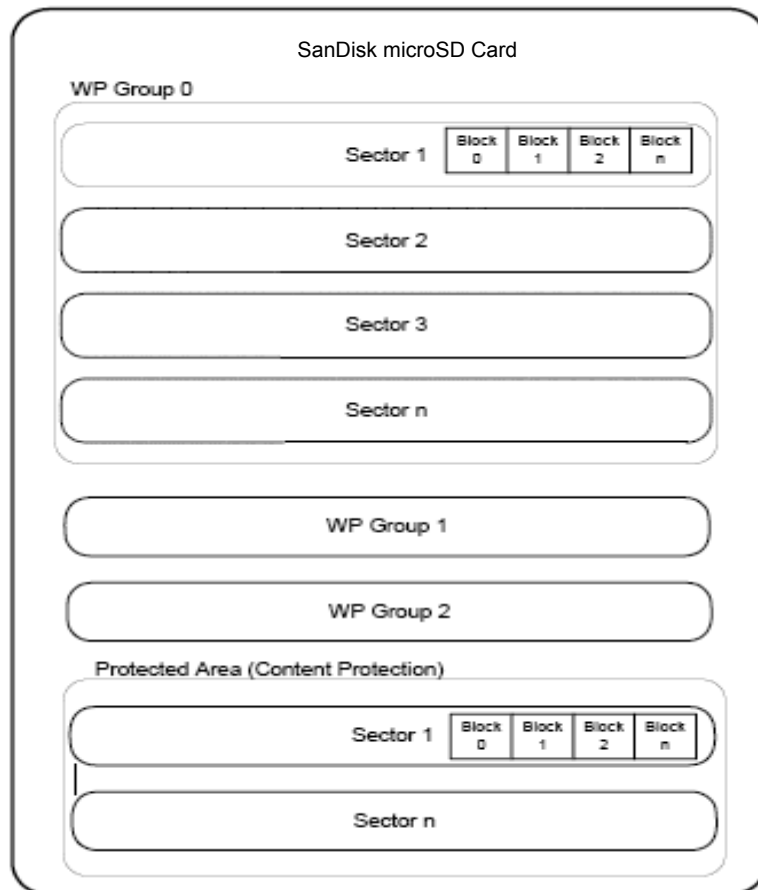 SanDisk microSD Card
WP Group 0
Sector 1
Block 0
Block 1
Block 2
Block n
Sector 2
Sector 3
Sector n
WP Group 1
WP Group 2
Protected Area (Content Protection)
Sector 1
Block 0
Block 1
Block 2
Block n
Sector n